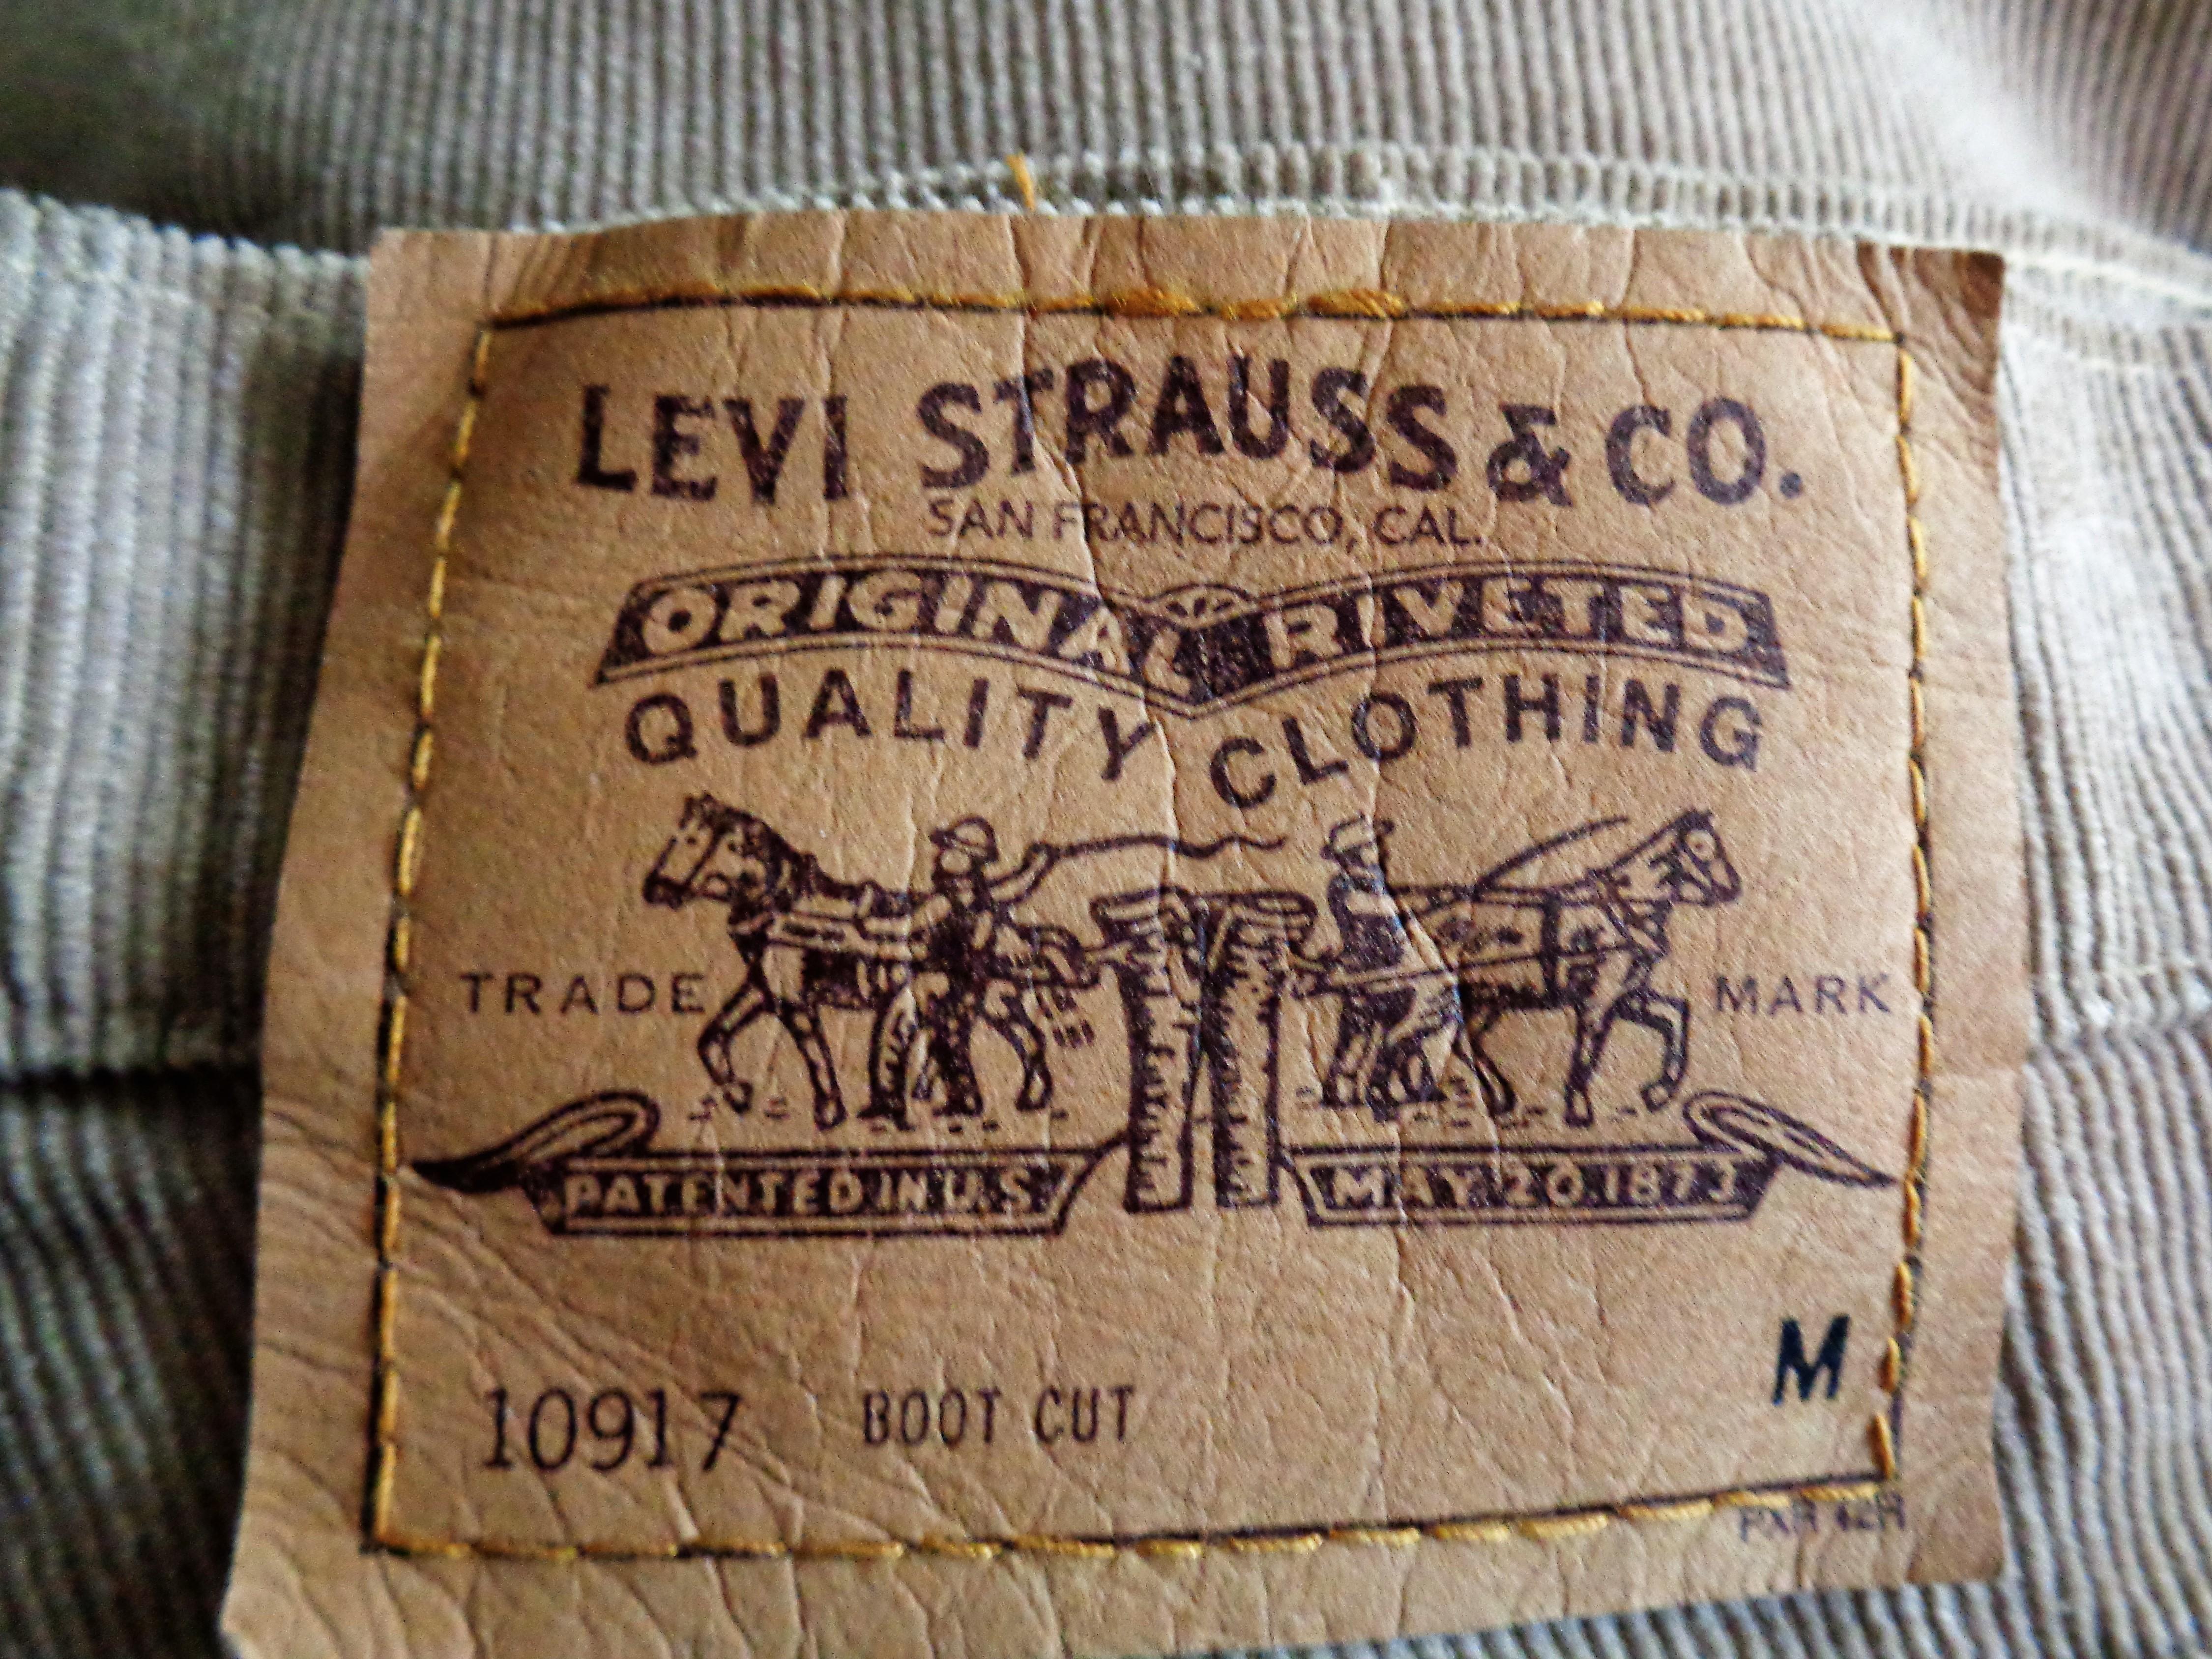 LEVI STRAUSS & CO.
SAN FRANCISCO, CAL.
ORIGINAL RIVETED
QUALITY CLOTHING
TRADE MARK
PATENTED IN U.S MAY 20 1873
M
10917 BOOT CUT